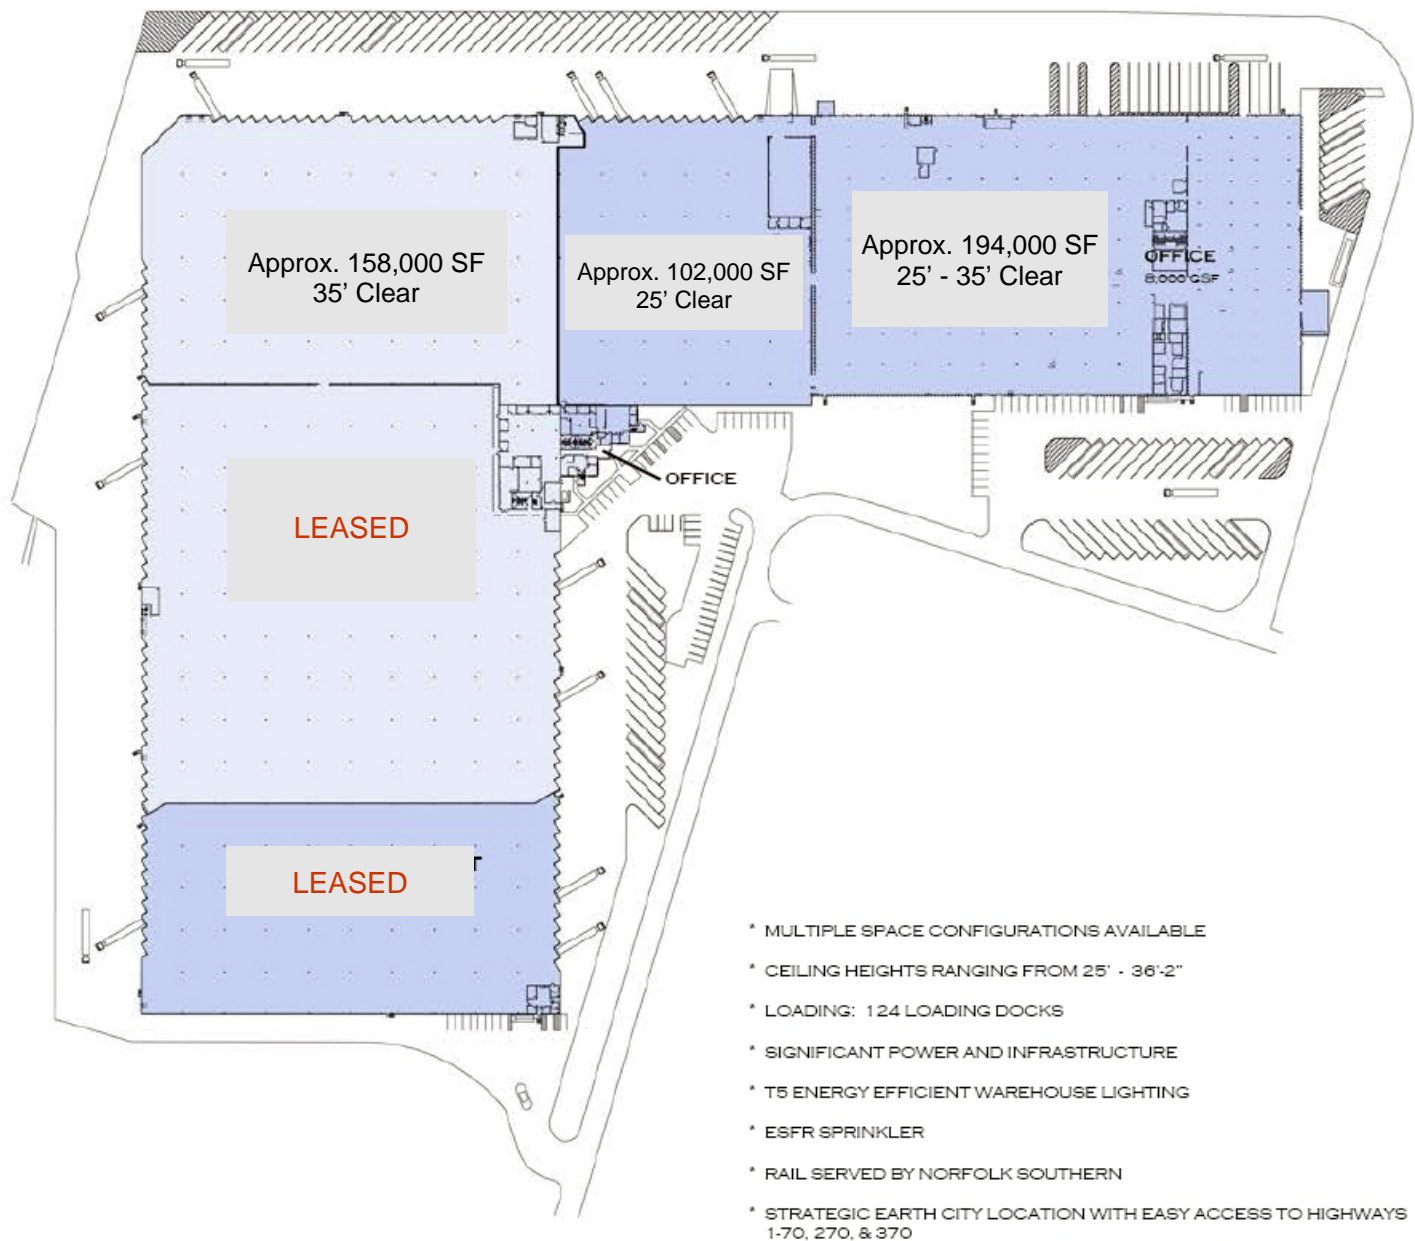 Approx. 158,000 SF
35’ Clear
Approx. 102,000 SF
25’ Clear
Approx. 194,000 SF
25’ - 35’ Clear
OFFICE
8,000 GSF
OFFICE
LEASED
LEASED
T
* MULTIPLE SPACE CONFIGURATIONS AVAILABLE
* CEILING HEIGHTS RANGING FROM 25' - 36'-2"
* LOADING: 124 LOADING DOCKS
* SIGNIFICANT POWER AND INFRASTRUCTURE
* T5 ENERGY EFFICIENT WAREHOUSE LIGHTING
* ESFR SPRINKLER
* RAIL SERVED BY NORFOLK SOUTHERN
* STRATEGIC EARTH CITY LOCATION WITH EASY ACCESS TO HIGHWAYS
1-70, 270, & 370